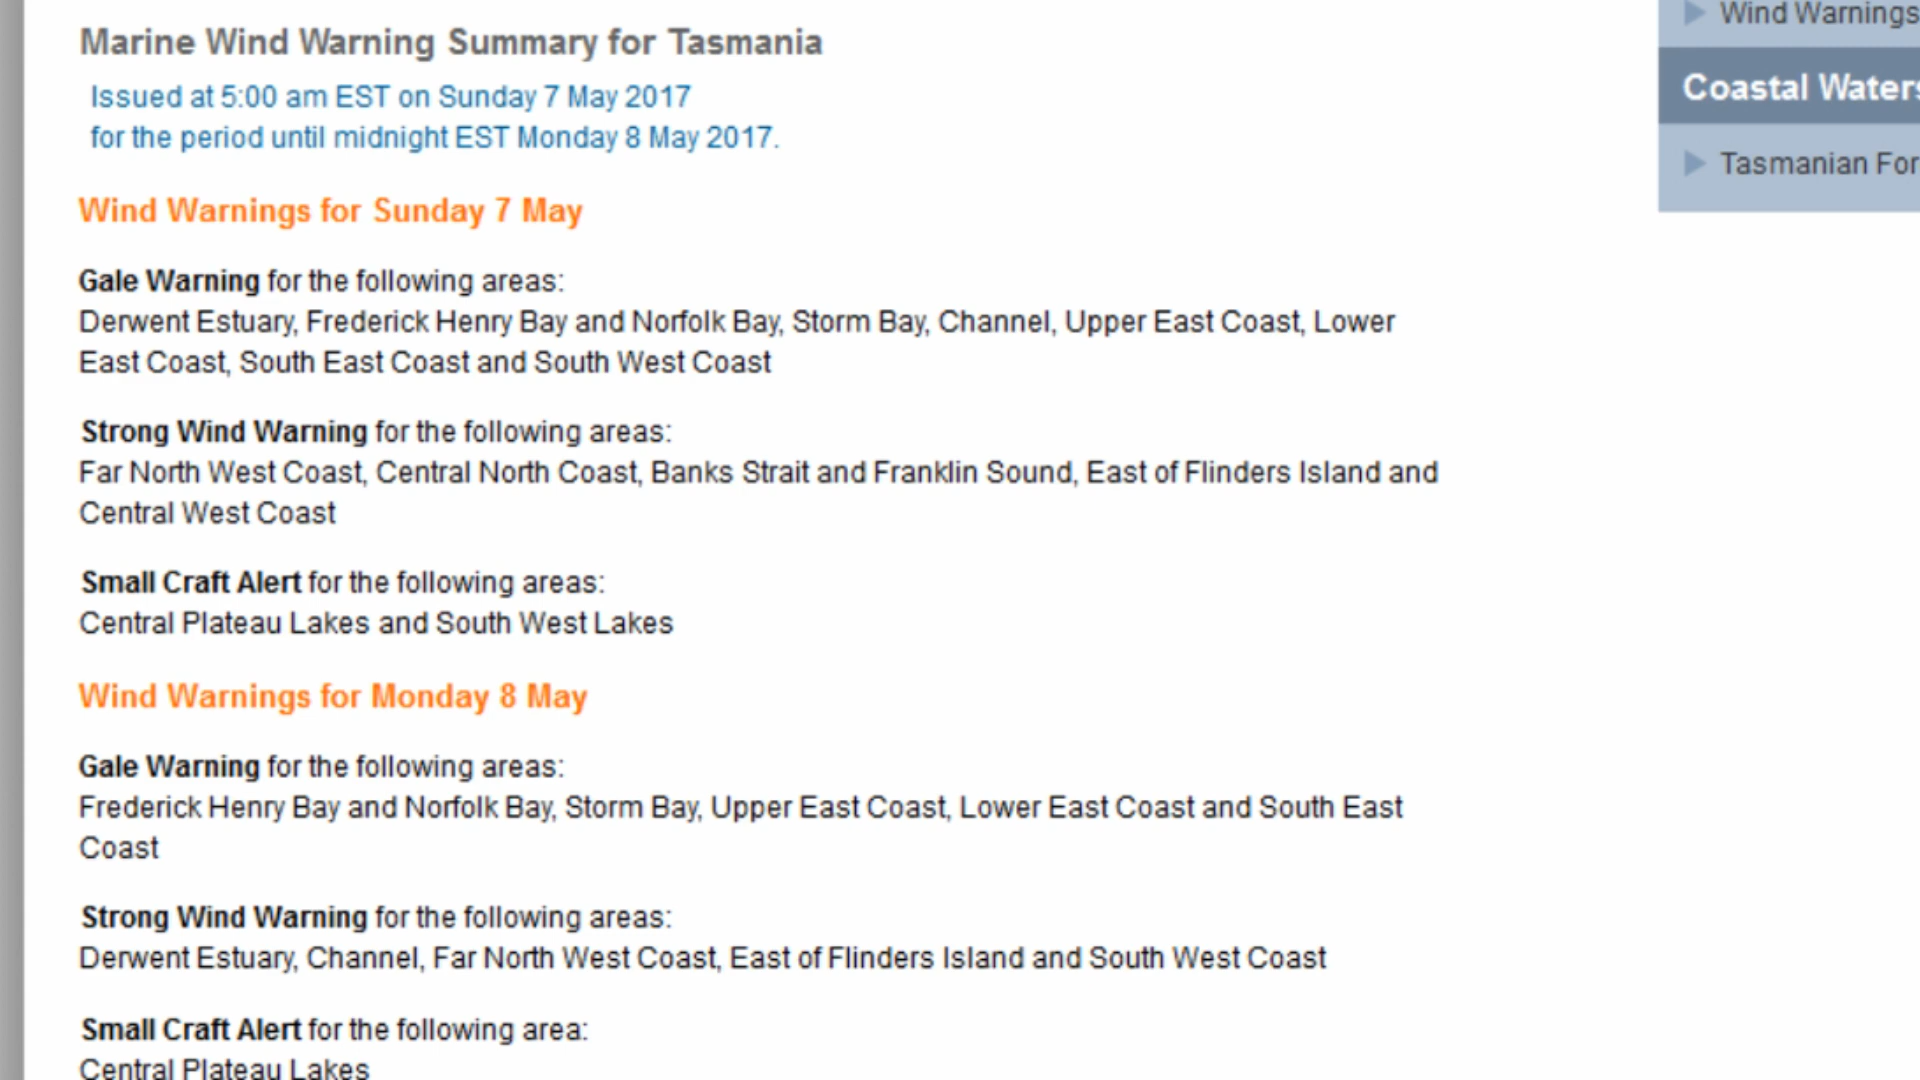 Marine Wind Warning Summary for Tasmania
Issued at 5:00 am EST on Sunday 7 May 2017
for the period until midnight EST Monday 8 May 2017.
Wind Warnings for Sunday 7 May
Gale Warning for the following areas:
Derwent Estuary, Frederick Henry Bay and Norfolk Bay, Storm Bay, Channel, Upper East Coast, Lower
East Coast, South East Coast and South West Coast
Strong Wind Warning for the following areas:
Far North West Coast, Central North Coast, Banks Strait and Franklin Sound, East of Flinders Island and
Central West Coast
Small Craft Alert for the following areas:
Central Plateau Lakes and South West Lakes
Wind Warnings for Monday 8 May
Gale Warning for the following areas:
Frederick Henry Bay and Norfolk Bay, Storm Bay, Upper East Coast, Lower East Coast and South East
Coast
Strong Wind Warning for the following areas:
Derwent Estuary, Channel, Far North West Coast, East of Flinders Island and South West Coast
Small Craft Alert for the following area:
Central Plateau Lakes
Wind Warnings
Coastal Waters
Tasmanian For